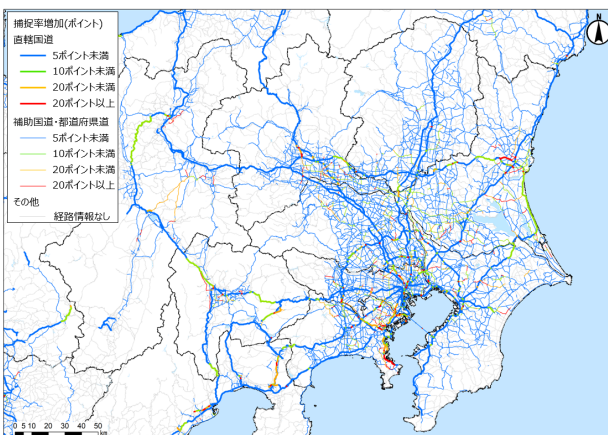 捕捉率増加(ポイント)
直轄国道
5ポイント未満
10ポイント未満
20ポイント未満
20ポイント以上
補助国道・都道府県道
5ポイント未満
10ポイント未満
20ポイント未満
20ポイント以上
その他
経路情報なし
N
0 5 10 20 30 40 50